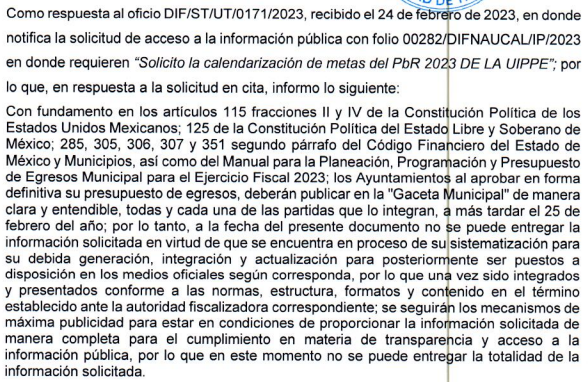 Como respuesta al oficio DIF/ST/UT/0171/2023, recibido el 24 de febrero de 2023, en donde
notifica la solicitud de acceso a la información pública con folio 00282/DIFNAUCAL/IP/2023
en donde requieren “Solicito la calendarización de metas del PbR 2023 DE LA UIPPE”; por
lo que, en respuesta a la solicitud en cita, informo lo siguiente:
Con fundamento en los artículos 115 fracciones II y IV de la Constitución Política de los
Estados Unidos Mexicanos; 125 de la Constitución Política del Estado Libre y Soberano de
México; 285, 305, 306, 307 y 351 segundo párrafo del Código Financiero del Estado de
México y Municipios, así como del Manual para la Planeación, Programación y Presupuesto
de Egresos Municipal para el Ejercicio Fiscal 2023; los Ayuntamientos al aprobar en forma
definitiva su presupuesto de egresos, deberán publicar en la "Gaceta Municipal" de manera
clara y entendible, todas y cada una de las partidas que lo integran, a más tardar el 25 de
febrero del año; por lo tanto, a la fecha del presente documento no se puede entregar la
información solicitada en virtud de que se encuentra en proceso de su sistematización para
su debida generación, integración y actualización para posteriormente ser puestos a
disposición en los medios oficiales según corresponda, por lo que una vez sido integrados
y presentados conforme a las normas, estructura, formatos y contenido en el término
establecido ante la autoridad fiscalizadora correspondiente; se seguirán los mecanismos de
máxima publicidad para estar en condiciones de proporcionar la información solicitada de
manera completa para el cumplimiento en materia de transparencia y acceso a la
información pública, por lo que en este momento no se puede entregar la totalidad de la
información solicitada.